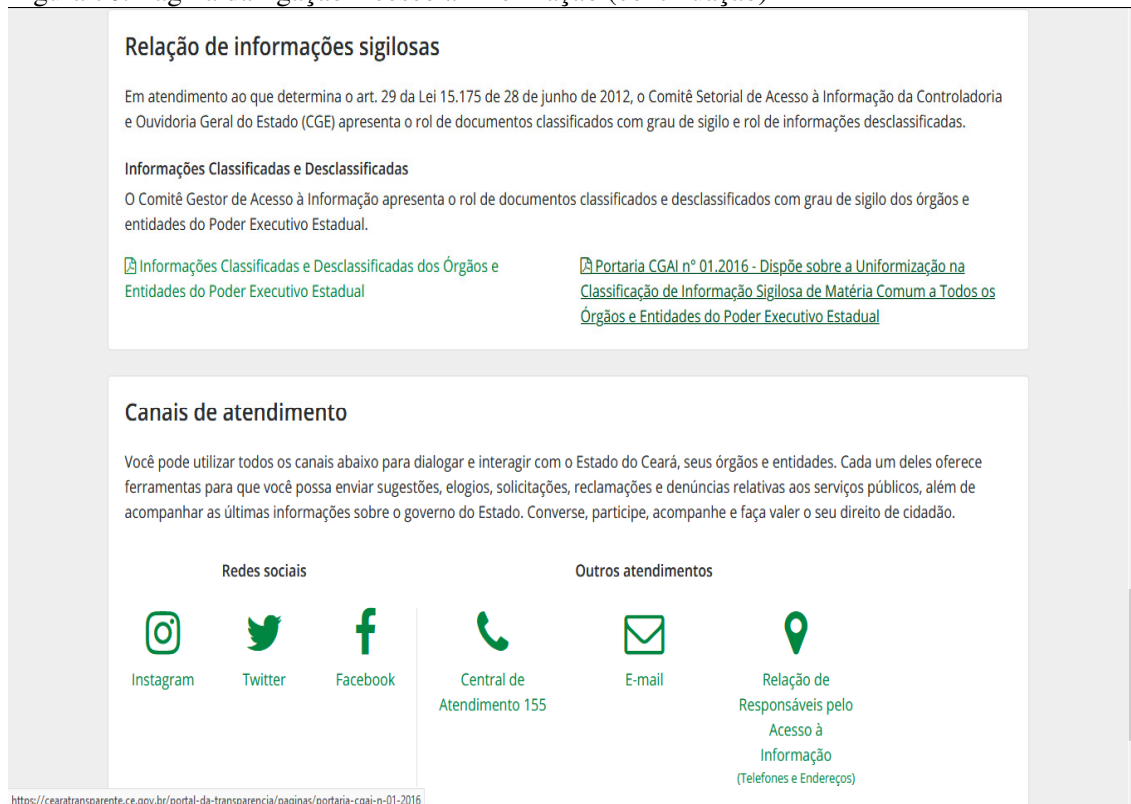 Relação de informações sigilosas
Em atendimento ao que determina o art. 29 da Lei 15.175 de 28 de junho de 2012, o Comitê Setorial de Acesso à Informação da Controladoria
e Ouvidoria Geral do Estado (CGE) apresenta o rol de documentos classificados com grau de sigilo e rol de informações desclassificadas.
Informações Classificadas e Desclassificadas
O Comitê Gestor de Acesso à Informação apresenta o rol de documentos classificados e desclassificados com grau de sigilo dos órgãos e
entidades do Poder Executivo Estadual.
Informações Classificadas e Desclassificadas dos Órgãos e
Entidades do Poder Executivo Estadual
Portaria CGAI n° 01.2016 - Dispõe sobre a Uniformização na
Classificação de Informação Sigilosa de Matéria Comum a Todos os
Órgãos e Entidades do Poder Executivo Estadual
Canais de atendimento
Você pode utilizar todos os canais abaixo para dialogar e interagir com o Estado do Ceará, seus órgãos e entidades. Cada um deles oferece
ferramentas para que você possa enviar sugestões, elogios, solicitações, reclamações e denúncias relativas aos serviços públicos, além de
acompanhar as últimas informações sobre o governo do Estado. Converse, participe, acompanhe e faça valer o seu direito de cidadão.
Redes sociais
Instagram
Twitter
Facebook
Outros atendimentos
Central de
Atendimento 155
E-mail
Relação de
Responsáveis pelo
Acesso à
Informação
(Telefones e Endereços)
https://cearatransparente.ce.gov.br/portal-da-transparencia/paginas/portaria-cgai-n-01-2016